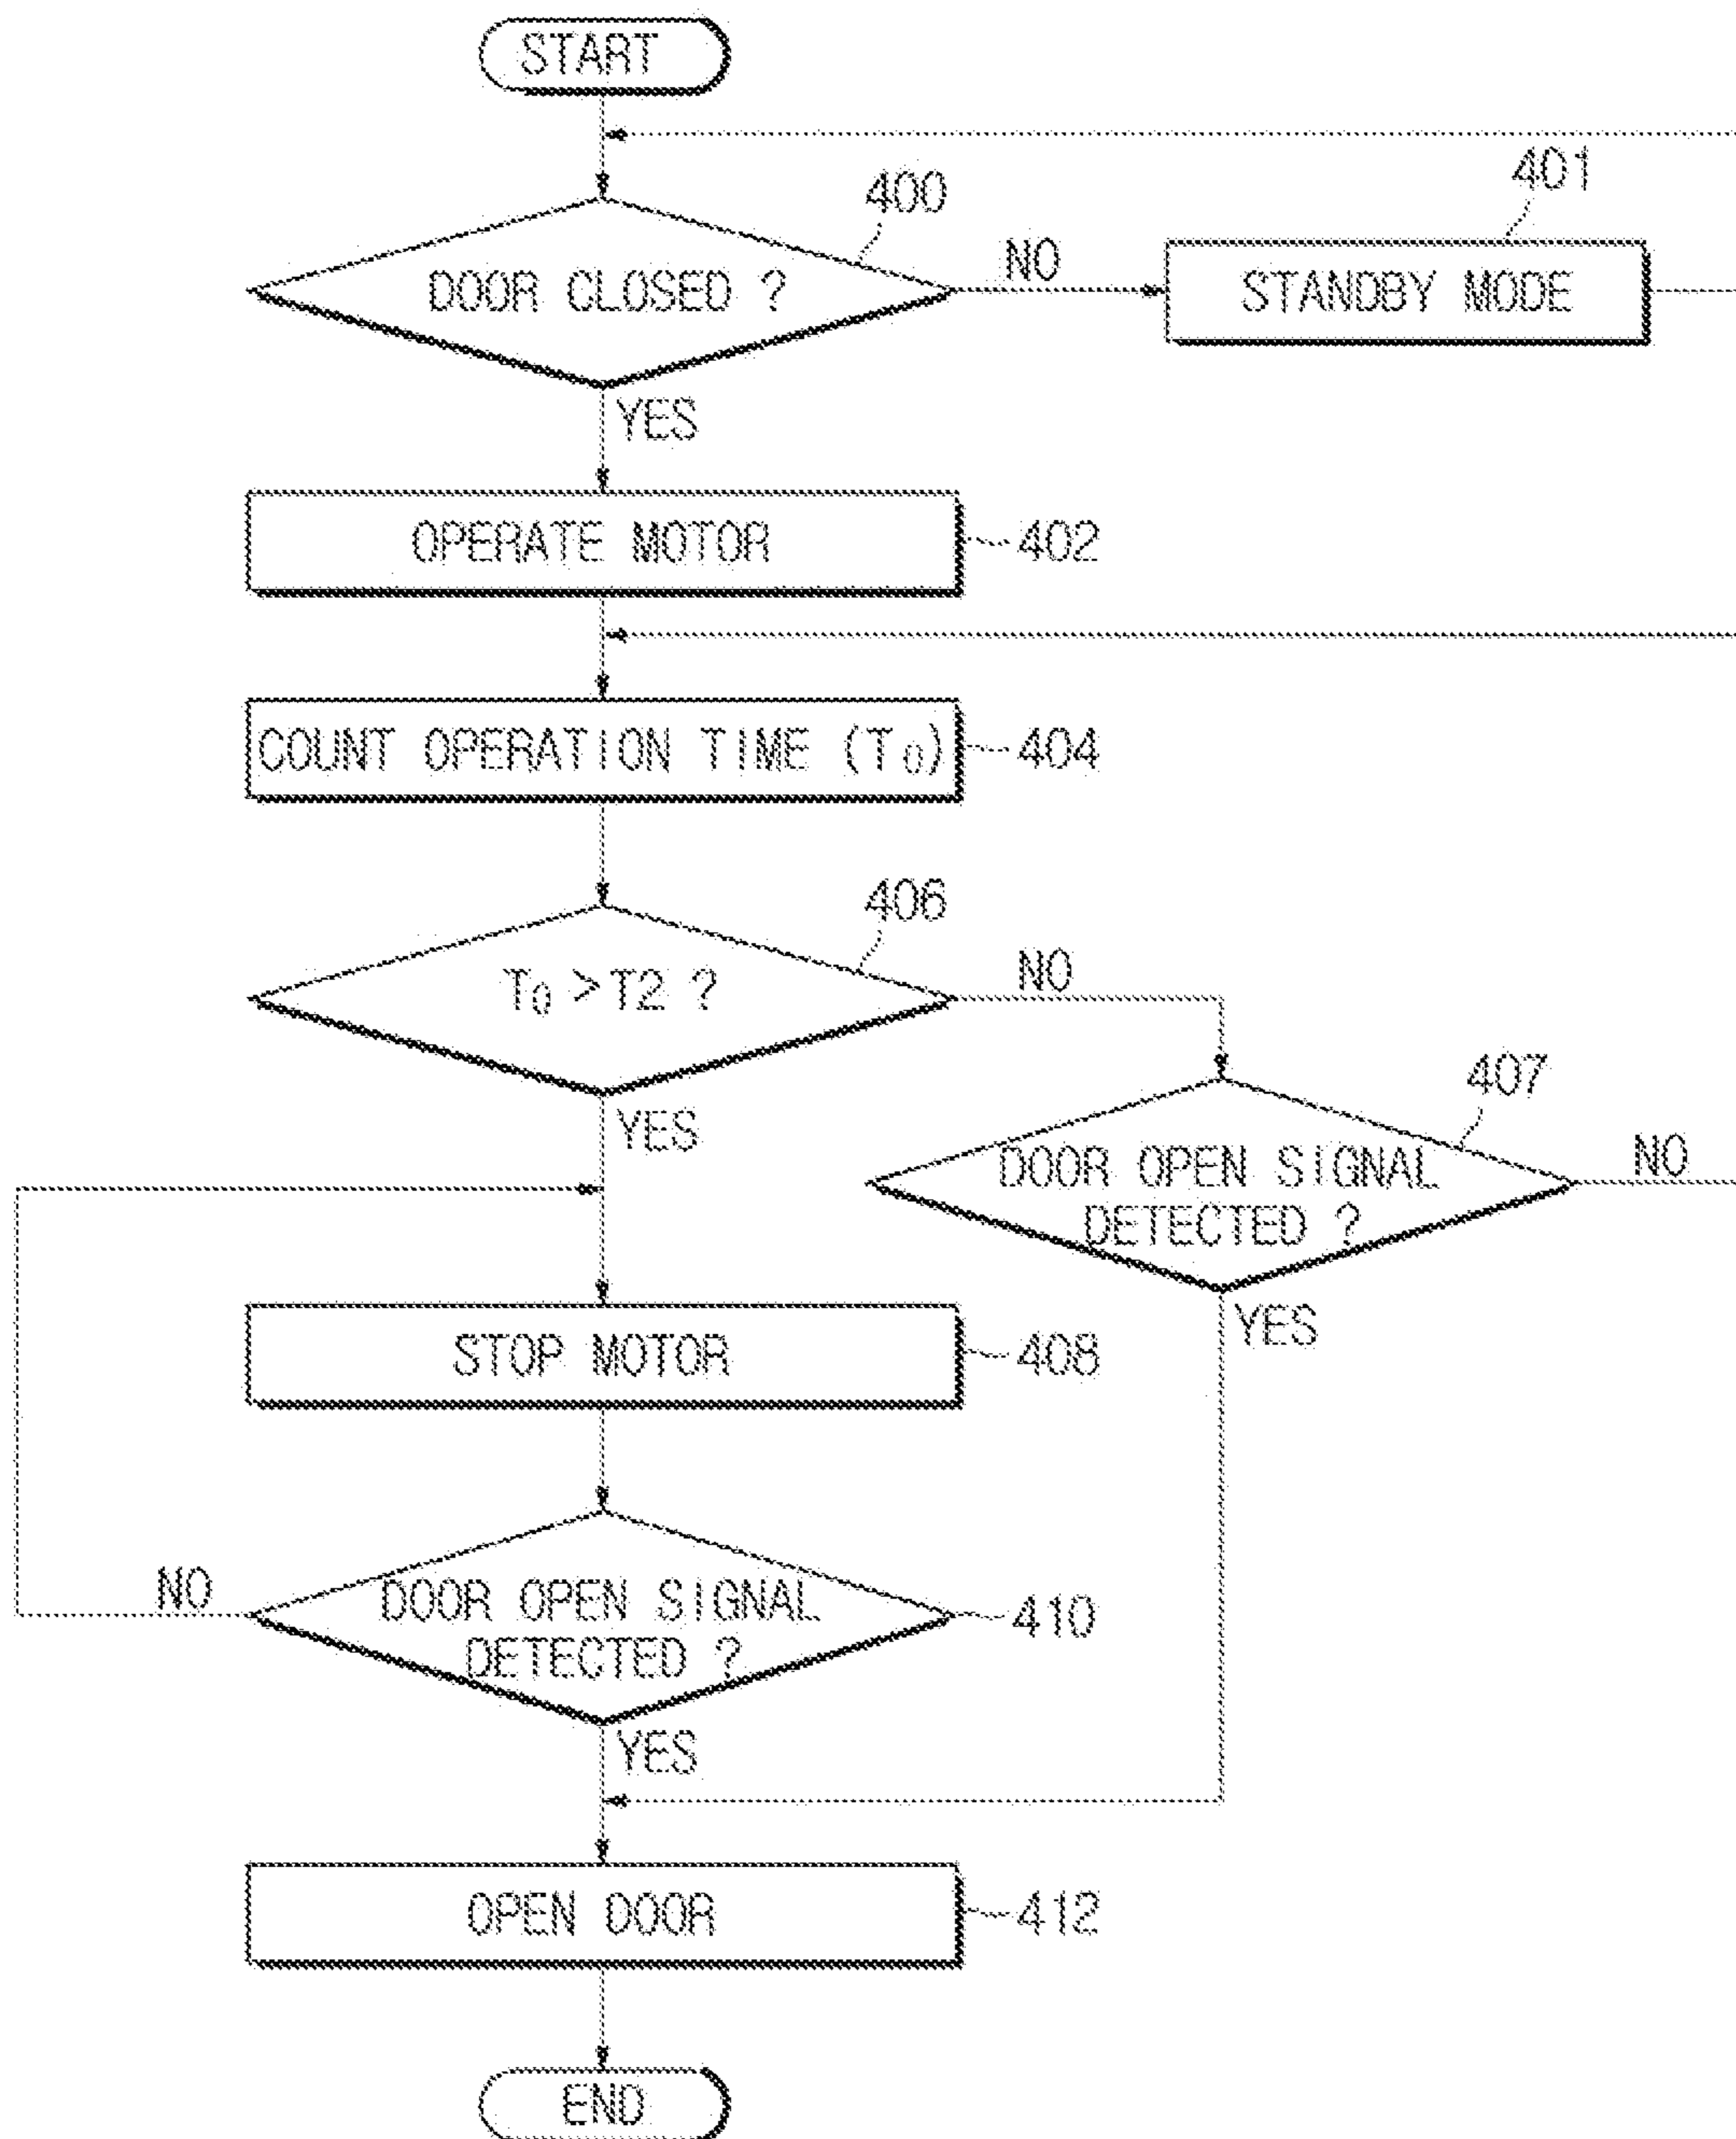 START
400
401
DOOR CLOSED ?
NO
STANDBY MODE
YES
OPERATE MOTOR
402
COUNT OPERATION TIME (T₀)
404
406
T₀ >T2 ?
NO
407
YES
DOOR OPEN SIGNAL
DETECTED ?
NO
YES
STOP MOTOR
408
NO
DOOR OPEN SIGNAL
DETECTED ?
410
YES
OPEN DOOR
412
END